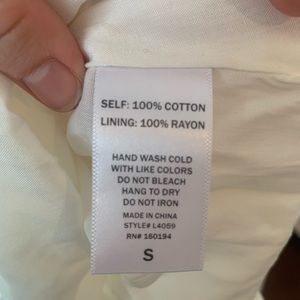 SELF: 100% COTTON
LINING: 100% RAYON
HAND WASH COLD
WITH LIKE COLORS
DO NOT BLEACH
HANG TO DRY
DO NOT IRON
MADE IN CHINA
STYLE# L4059
RN# 160194
S